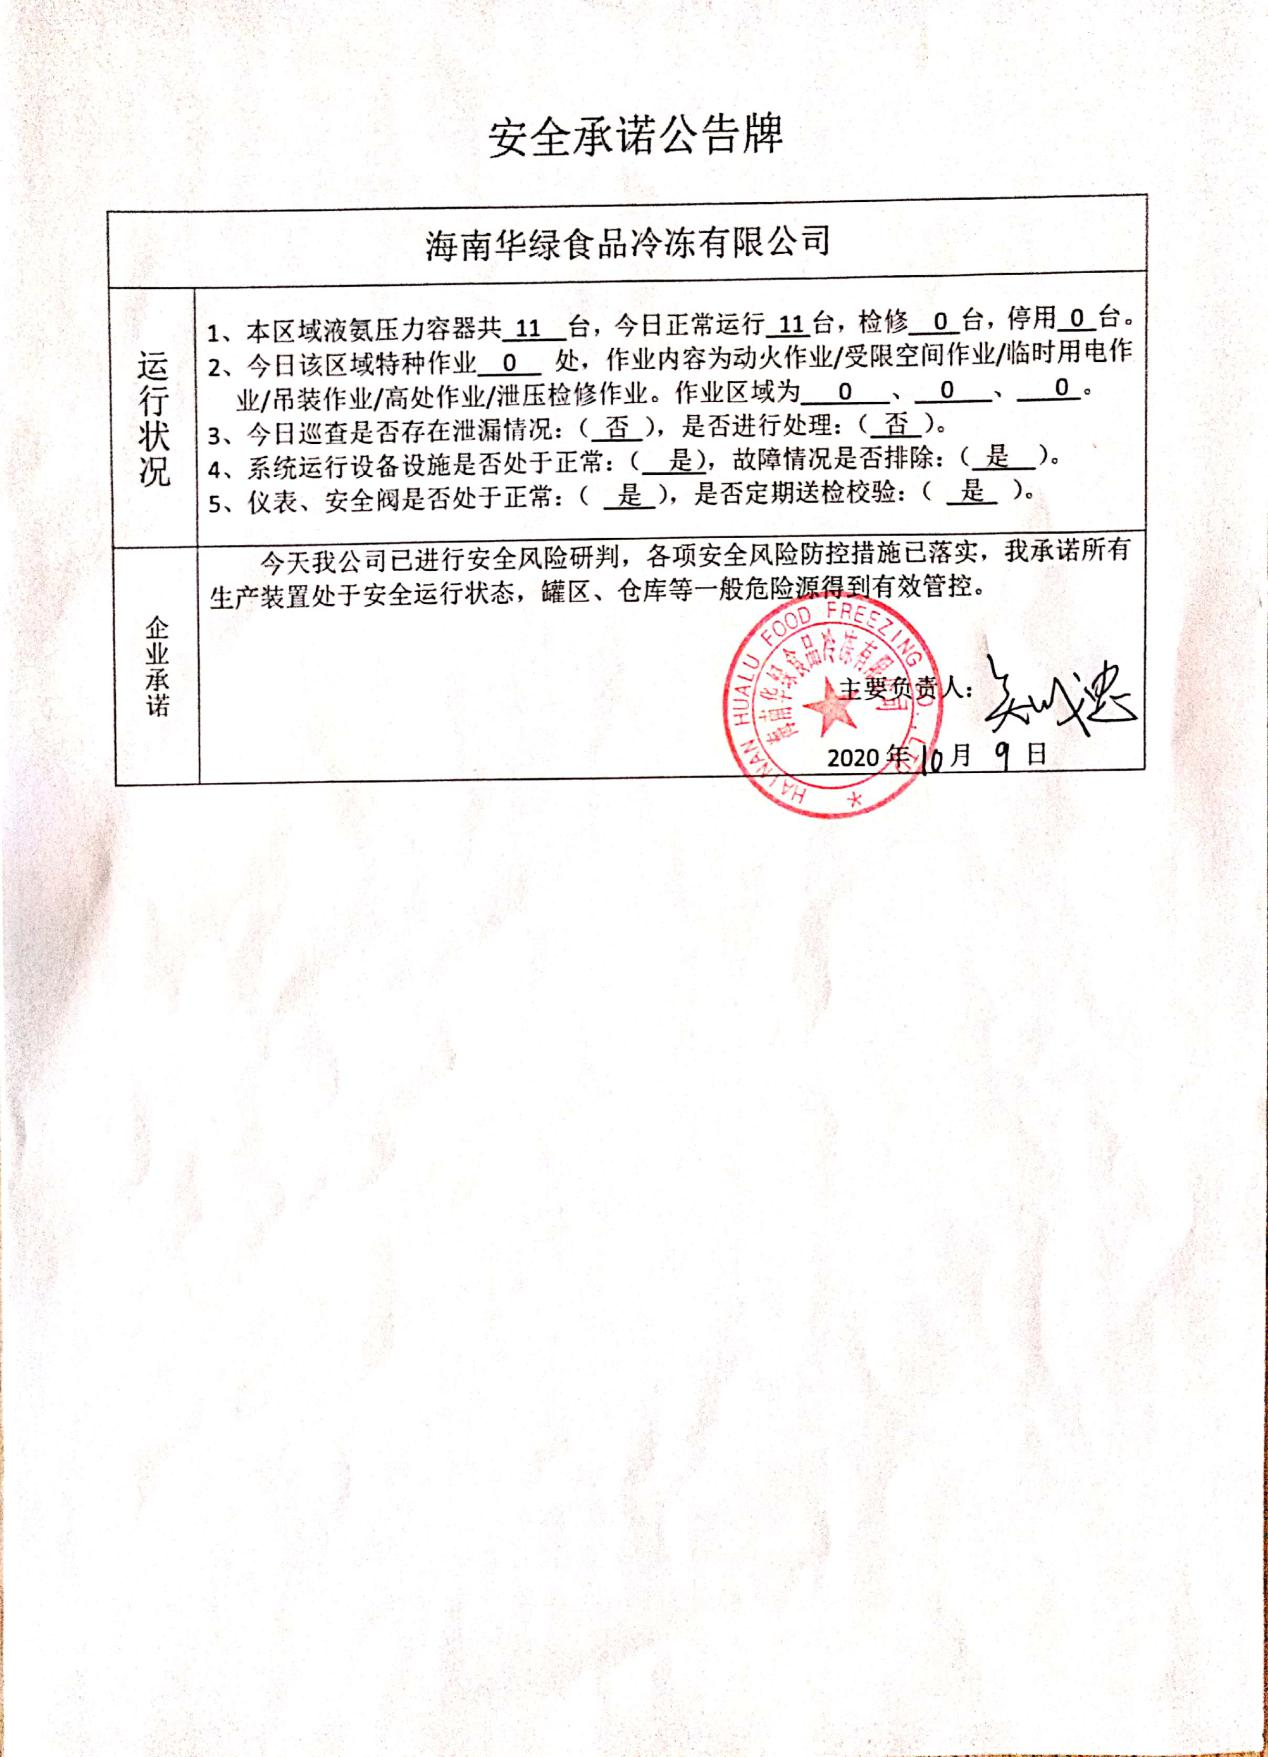 安全承诺公告牌
海南华绿食品冷冻有限公司
运行状况
1、本区域液氨压力容器共 11 台，今日正常运行 11 台，检修 0 台，停用 0 台。
2、今日该区域特种作业 0 处，作业内容为动火作业/受限空间作业/临时用电作
业/吊装作业/高处作业/泄压检修作业。作业区域为 0 、 0 、 0 。
3、今日巡查是否存在泄漏情况：（ 否 ），是否进行处理：（ 否 ）。
4、系统运行设备设施是否处于正常：（ 是 ），故障情况是否排除：（ 是 ）。
5、仪表、安全阀是否处于正常：（ 是 ），是否定期送检校验：（ 是 ）。
企业承诺
今天我公司已进行安全风险研判，各项安全风险防控措施已落实，我承诺所有
生产装置处于安全运行状态，罐区、仓库等一般危险源得到有效管控。
HAINAN HUALU FOOD FREEZING CO.,LTD
海南华绿食品冷冻有限公司
主要负责人：
2020 年 10 月 9 日